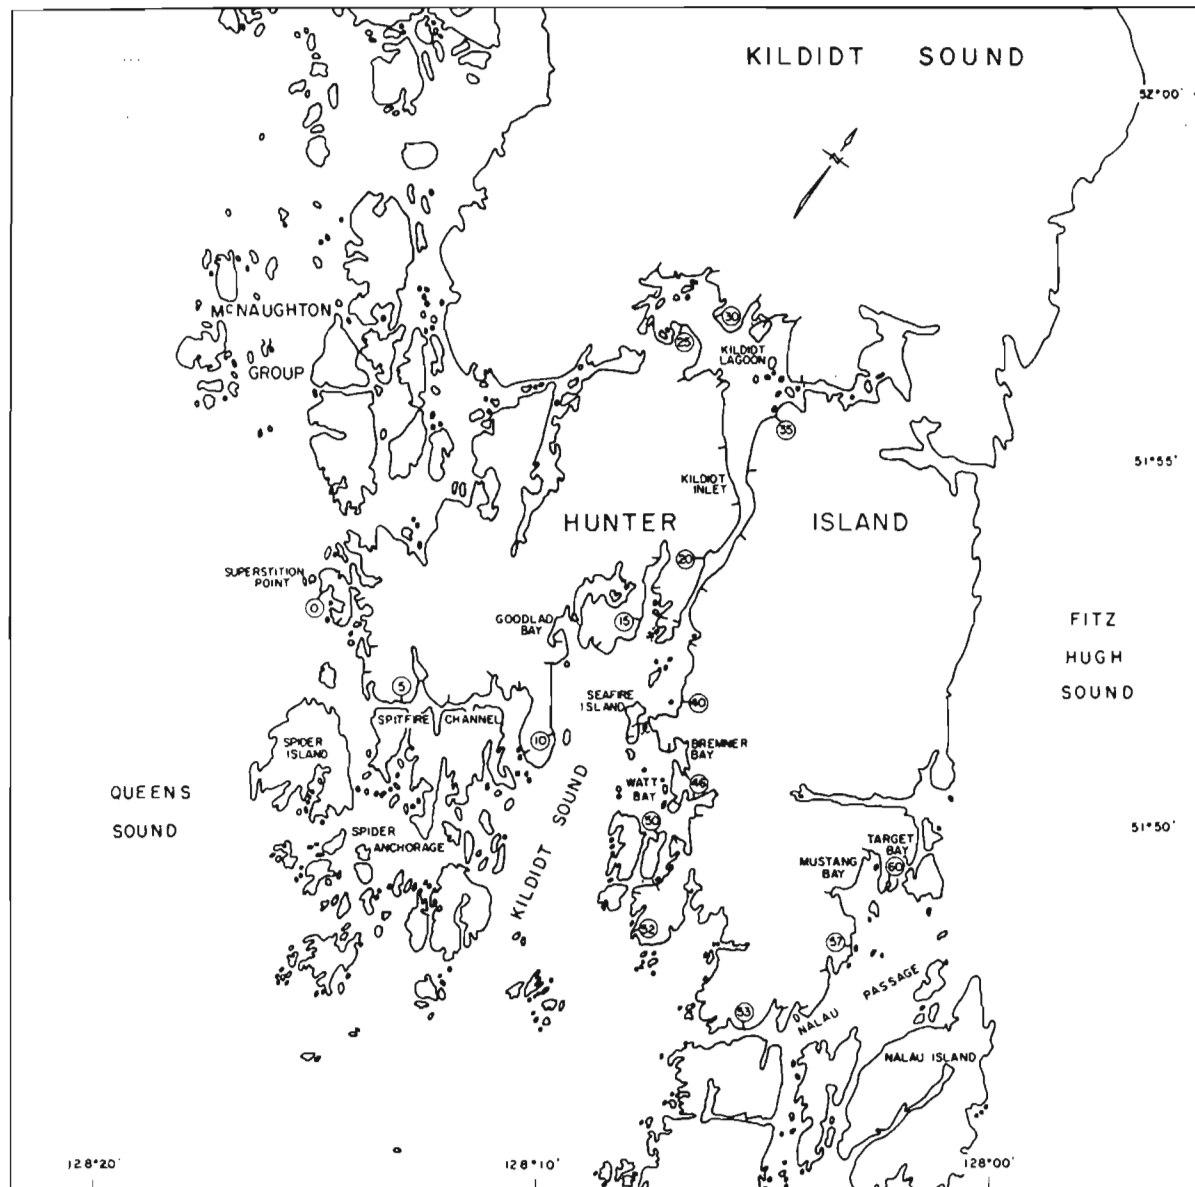 KILDIDT SOUND
52°00'
N
McNAUGHTON
GROUP
30
25
KILDIDT
LAGOON
35
51°55'
KILDIDT
INLET
HUNTER ISLAND
20
SUPERSTITION
POINT
0
GOODLAD
BAY
15
FITZ
HUGH
SOUND
5
SEAFIRE
ISLAND
40
SPITFIRE CHANNEL
10
SPIDER
ISLAND
BREMNER
BAY
46
WATT
BAY
QUEENS
SOUND
KILDIDT SOUND
50
51°50'
SPIDER
ANCHORAGE
TARGET
BAY
60
MUSTANG
BAY
52
57
NALAU PASSAGE
53
NALAU ISLAND
128°20'
128°10'
128°00'